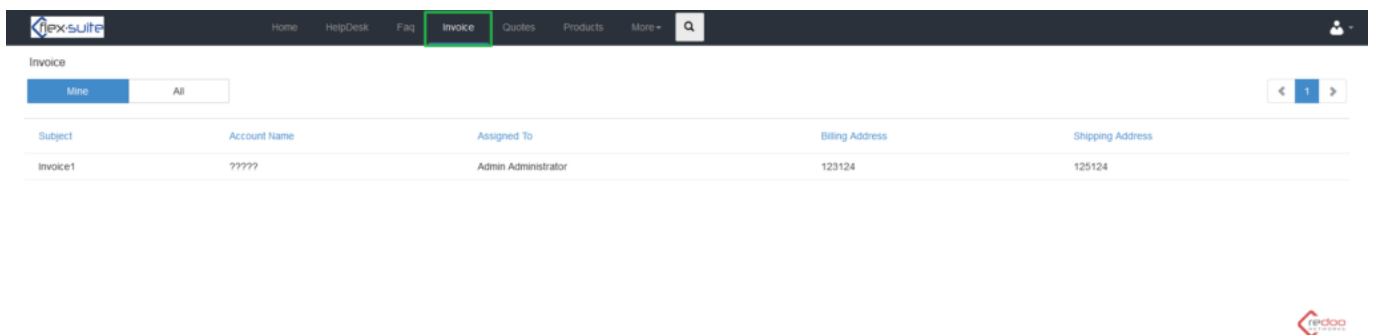 flex·suite Home HelpDesk Faq Invoice Quotes Products More
Invoice
Mine All 1
Subject Account Name Assigned To Billing Address Shipping Address
Invoice1 ????? Admin Administrator 123124 125124
redoo
NETWORKS